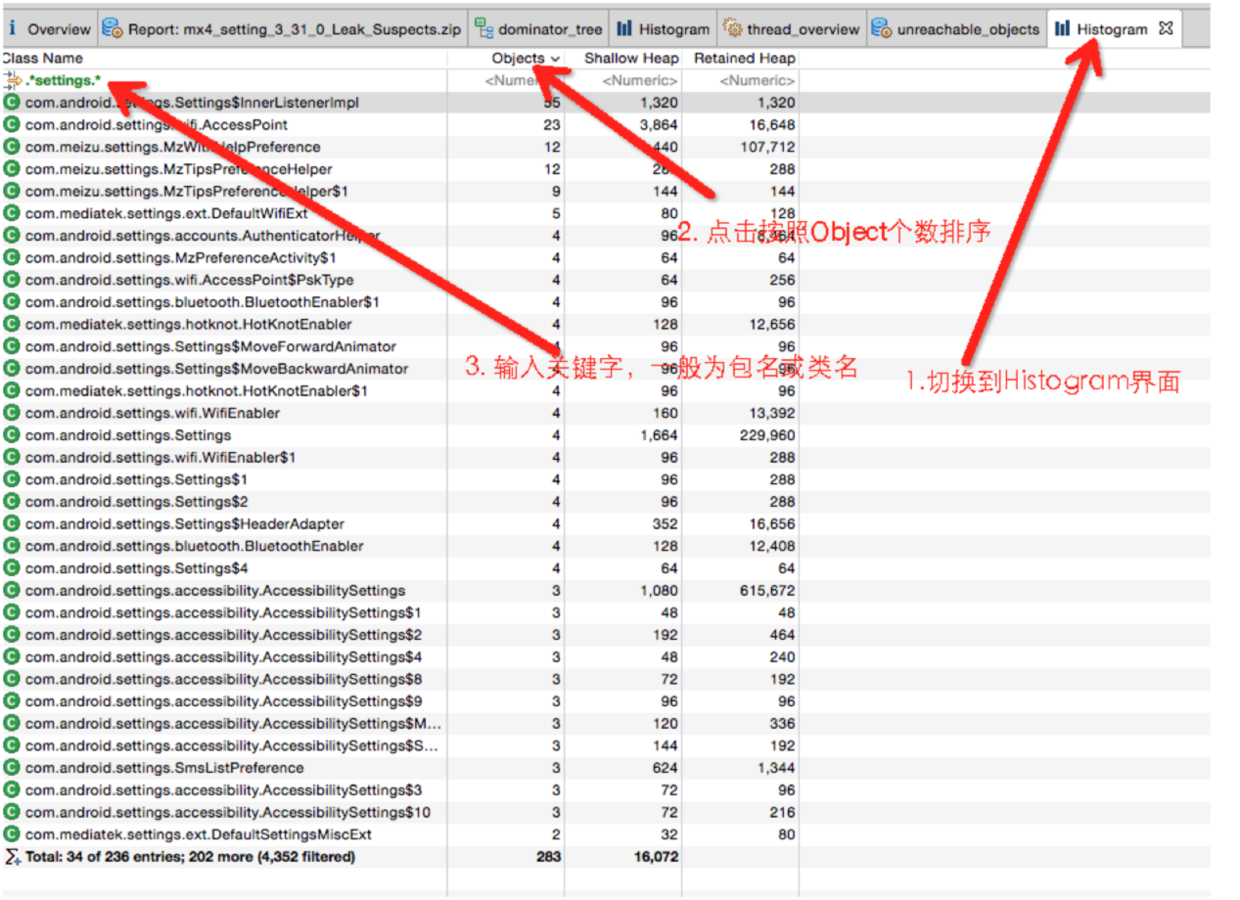 i Overview Report: mx4_setting_3_31_0_Leak_Suspects.zip dominator_tree Histogram thread_overview unreachable_objects Histogram
Class Name Objects Shallow Heap Retained Heap
.*settings.* <Numeric> <Numeric>
com.android.settings.Settings$InnerListenerImpl 55 1,320 1,320
com.android.settings.wifi.AccessPoint 23 3,864 16,648
12 440 107,712
com.meizu.settings.MzTipsPreferenceHelper 12 288
com.meizu.settings.MzTipsPreferenceHelper$1 9 144 144
com.mediatek.settings.ext.DefaultWifiExt 5 80 128
2. 点击按照Object个数排序
com.android.settings.accounts.AuthenticatorHelper 4 96
com.android.settings.MzPreferenceActivity$1 4 64 64
com.android.settings.wifi.AccessPoint$PskType 4 64 256
com.android.settings.bluetooth.BluetoothEnabler$1 4 96 96
com.mediatek.settings.hotknot.HotKnotEnabler 4 128 12,656
com.android.settings.Settings$MoveForwardAnimator 4 96 96
3. 输入关键字，一般为包名或类名
1.切换到Histogram界面
com.android.settings.Settings$MoveBackwardAnimator 4 96 96
com.mediatek.settings.hotknot.HotKnotEnabler$1 4 96 96
com.android.settings.wifi.WifiEnabler 4 160 13,392
com.android.settings.Settings 4 1,664 229,960
com.android.settings.wifi.WifiEnabler$1 4 96 288
com.android.settings.Settings$1 4 96 288
com.android.settings.Settings$2 4 96 288
com.android.settings.Settings$HeaderAdapter 4 352 16,656
com.android.settings.bluetooth.BluetoothEnabler 4 128 12,408
com.android.settings.Settings$4 4 64 64
com.android.settings.accessibility.AccessibilitySettings 3 1,080 615,672
com.android.settings.accessibility.AccessibilitySettings$1 3 48 48
com.android.settings.accessibility.AccessibilitySettings$2 3 192 464
com.android.settings.accessibility.AccessibilitySettings$4 3 48 240
com.android.settings.accessibility.AccessibilitySettings$8 3 72 192
com.android.settings.accessibility.AccessibilitySettings$9 3 96 96
com.android.settings.accessibility.AccessibilitySettings$M... 3 120 336
com.android.settings.accessibility.AccessibilitySettings$S... 3 144 192
com.android.settings.SmsListPreference 3 624 1,344
com.android.settings.accessibility.AccessibilitySettings$3 3 72 96
com.android.settings.accessibility.AccessibilitySettings$10 3 72 216
com.mediatek.settings.ext.DefaultSettingsMiscExt 2 32 80
Total: 34 of 236 entries; 202 more (4,352 filtered) 283 16,072